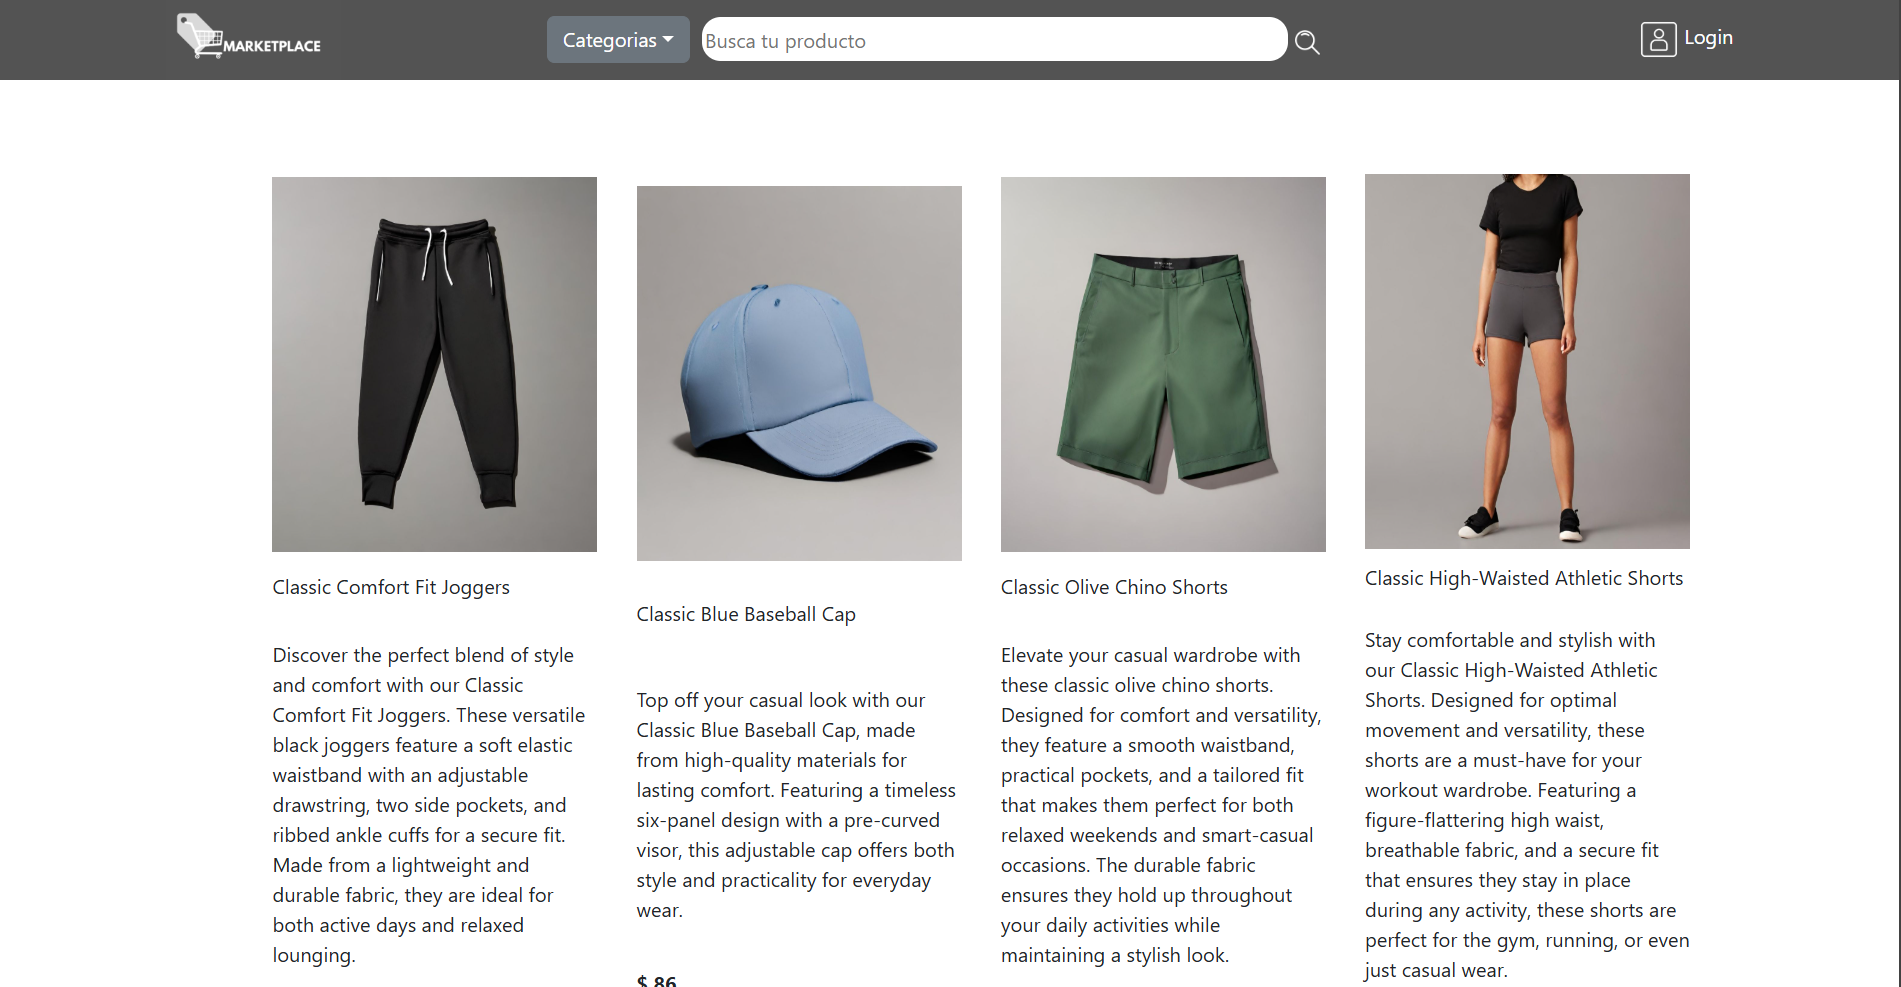 MARKETPLACE
Categorias
Busca tu producto
Login
Classic Comfort Fit Joggers
Discover the perfect blend of style
and comfort with our Classic
Comfort Fit Joggers. These versatile
black joggers feature a soft elastic
waistband with an adjustable
drawstring, two side pockets, and
ribbed ankle cuffs for a secure fit.
Made from a lightweight and
durable fabric, they are ideal for
both active days and relaxed
lounging.
Classic Blue Baseball Cap
Top off your casual look with our
Classic Blue Baseball Cap, made
from high-quality materials for
lasting comfort. Featuring a timeless
six-panel design with a pre-curved
visor, this adjustable cap offers both
style and practicality for everyday
wear.
$ 86
Classic Olive Chino Shorts
Elevate your casual wardrobe with
these classic olive chino shorts.
Designed for comfort and versatility,
they feature a smooth waistband,
practical pockets, and a tailored fit
that makes them perfect for both
relaxed weekends and smart-casual
occasions. The durable fabric
ensures they hold up throughout
your daily activities while
maintaining a stylish look.
Classic High-Waisted Athletic Shorts
Stay comfortable and stylish with
our Classic High-Waisted Athletic
Shorts. Designed for optimal
movement and versatility, these
shorts are a must-have for your
workout wardrobe. Featuring a
figure-flattering high waist,
breathable fabric, and a secure fit
that ensures they stay in place
during any activity, these shorts are
perfect for the gym, running, or even
just casual wear.